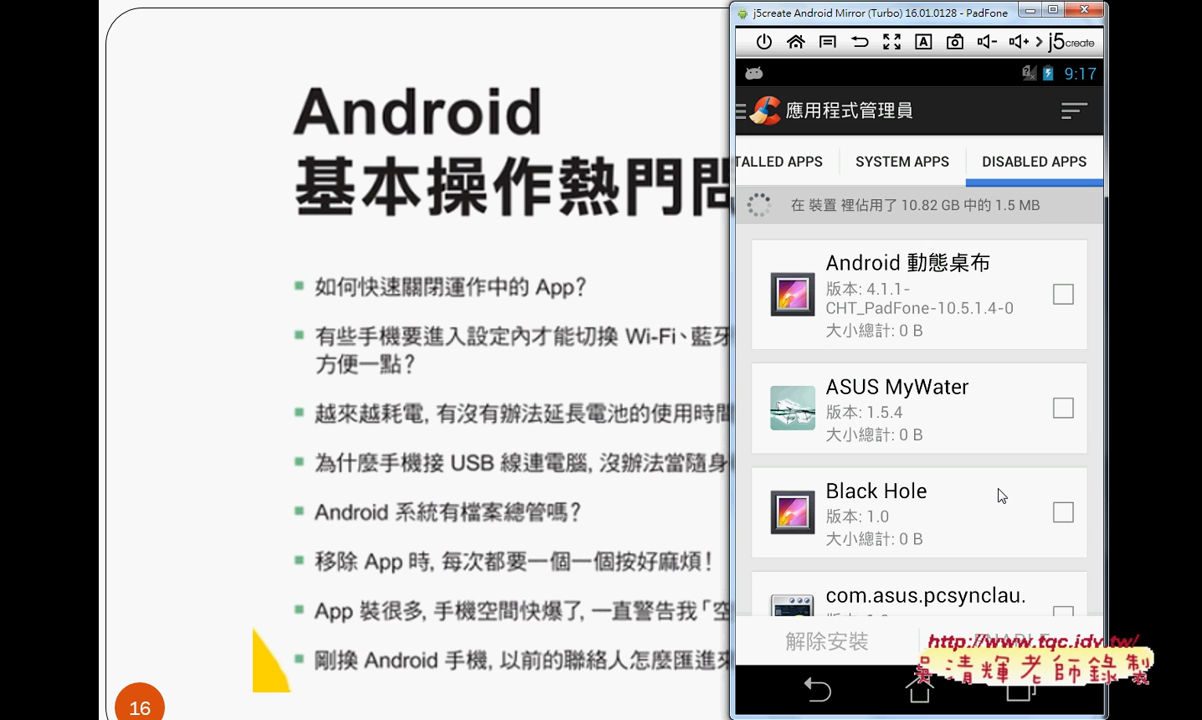 Android
基本操作熱門問
如何快速關閉運作中的 App?
有些手機要進入設定內才能切換 Wi-Fi、藍牙
方便一點?
越來越耗電, 有沒有辦法延長電池的使用時間
為什麼手機接 USB 線連電腦, 沒辦法當隨身
Android 系統有檔案總管嗎?
移除 App 時, 每次都要一個一個按好麻煩!
App 裝很多, 手機空間快爆了, 一直警告我「空
剛換 Android 手機, 以前的聯絡人怎麼匯進來
16
j5create Android Mirror (Turbo) 16.01.0128 - PadFone
j5create
9:17
應用程式管理員
TALLED APPS
SYSTEM APPS
DISABLED APPS
在 裝置 裡佔用了 10.82 GB 中的 1.5 MB
Android 動態桌布
版本: 4.1.1-
CHT_PadFone-10.5.1.4-0
大小總計: 0 B
ASUS MyWater
版本: 1.5.4
大小總計: 0 B
Black Hole
版本: 1.0
大小總計: 0 B
com.asus.pcsynclau.
解除安裝
http://www.tqc.idv.tw/
吳清輝老師錄製